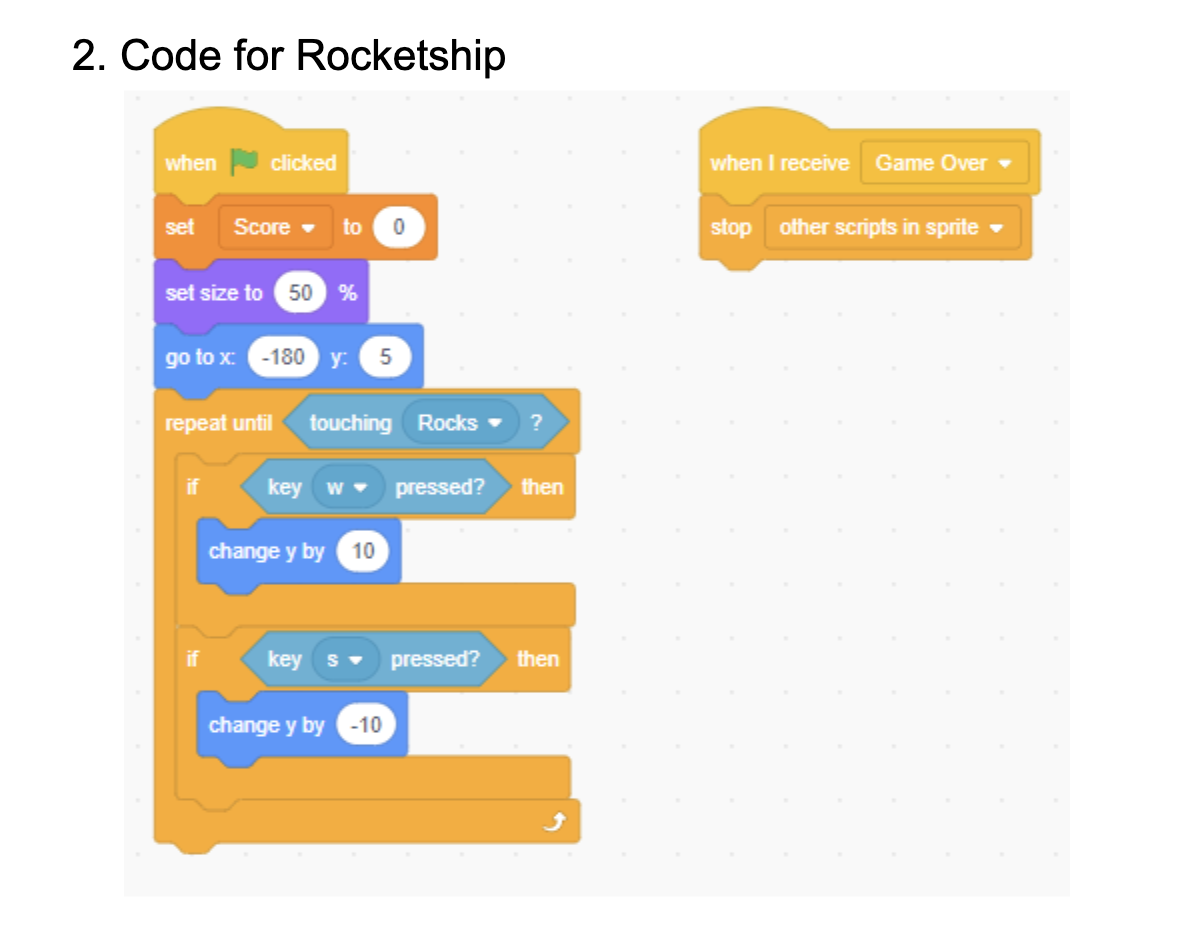 2. Code for Rocketship
when clicked
set Score to 0
set size to 50 %
go to x: -180 y: 5
repeat until touching Rocks ?
if key w pressed? then
change y by 10
if key s pressed? then
change y by -10
when I receive Game Over
stop other scripts in sprite